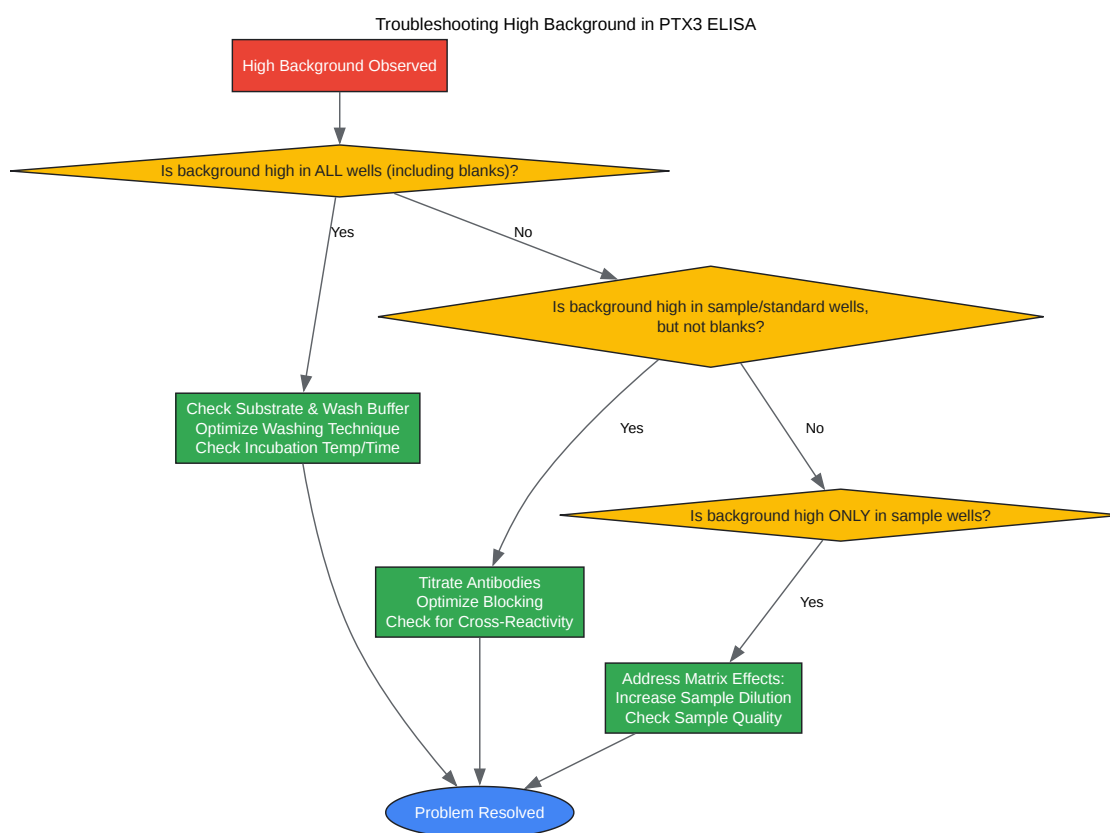 Troubleshooting High Background in PTX3 ELISA
High Background Observed
Is background high in ALL wells (including blanks)?
Yes
No
Is background high in sample/standard wells,
but not blanks?
Check Substrate & Wash Buffer
Optimize Washing Technique
Check Incubation Temp/Time
Yes
No
Is background high ONLY in sample wells?
Titrate Antibodies
Optimize Blocking
Check for Cross-Reactivity
Yes
Address Matrix Effects:
Increase Sample Dilution
Check Sample Quality
Problem Resolved